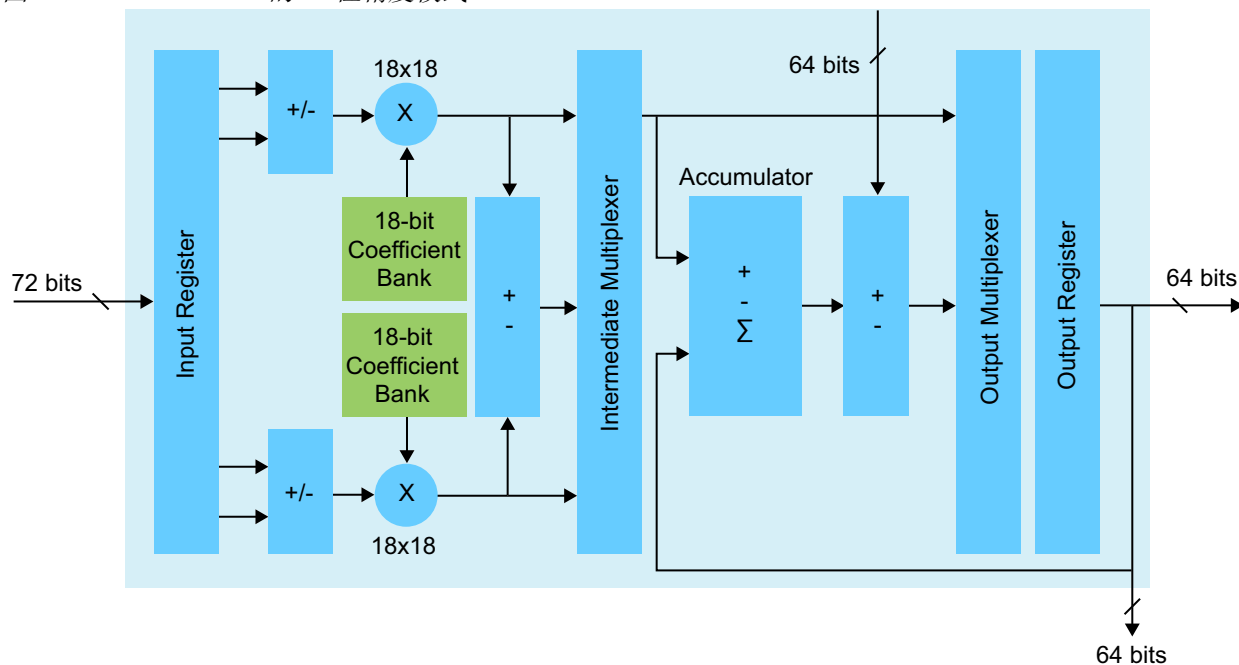 18x18
64 bits
+/-
X
Accumulator
18-bit
Coefficient
Bank
72 bits
Input Register
+
-
Intermediate Multiplexer
+
-
Σ
+
-
Output Multiplexer
Output Register
64 bits
18-bit
Coefficient
Bank
+/-
X
18x18
64 bits